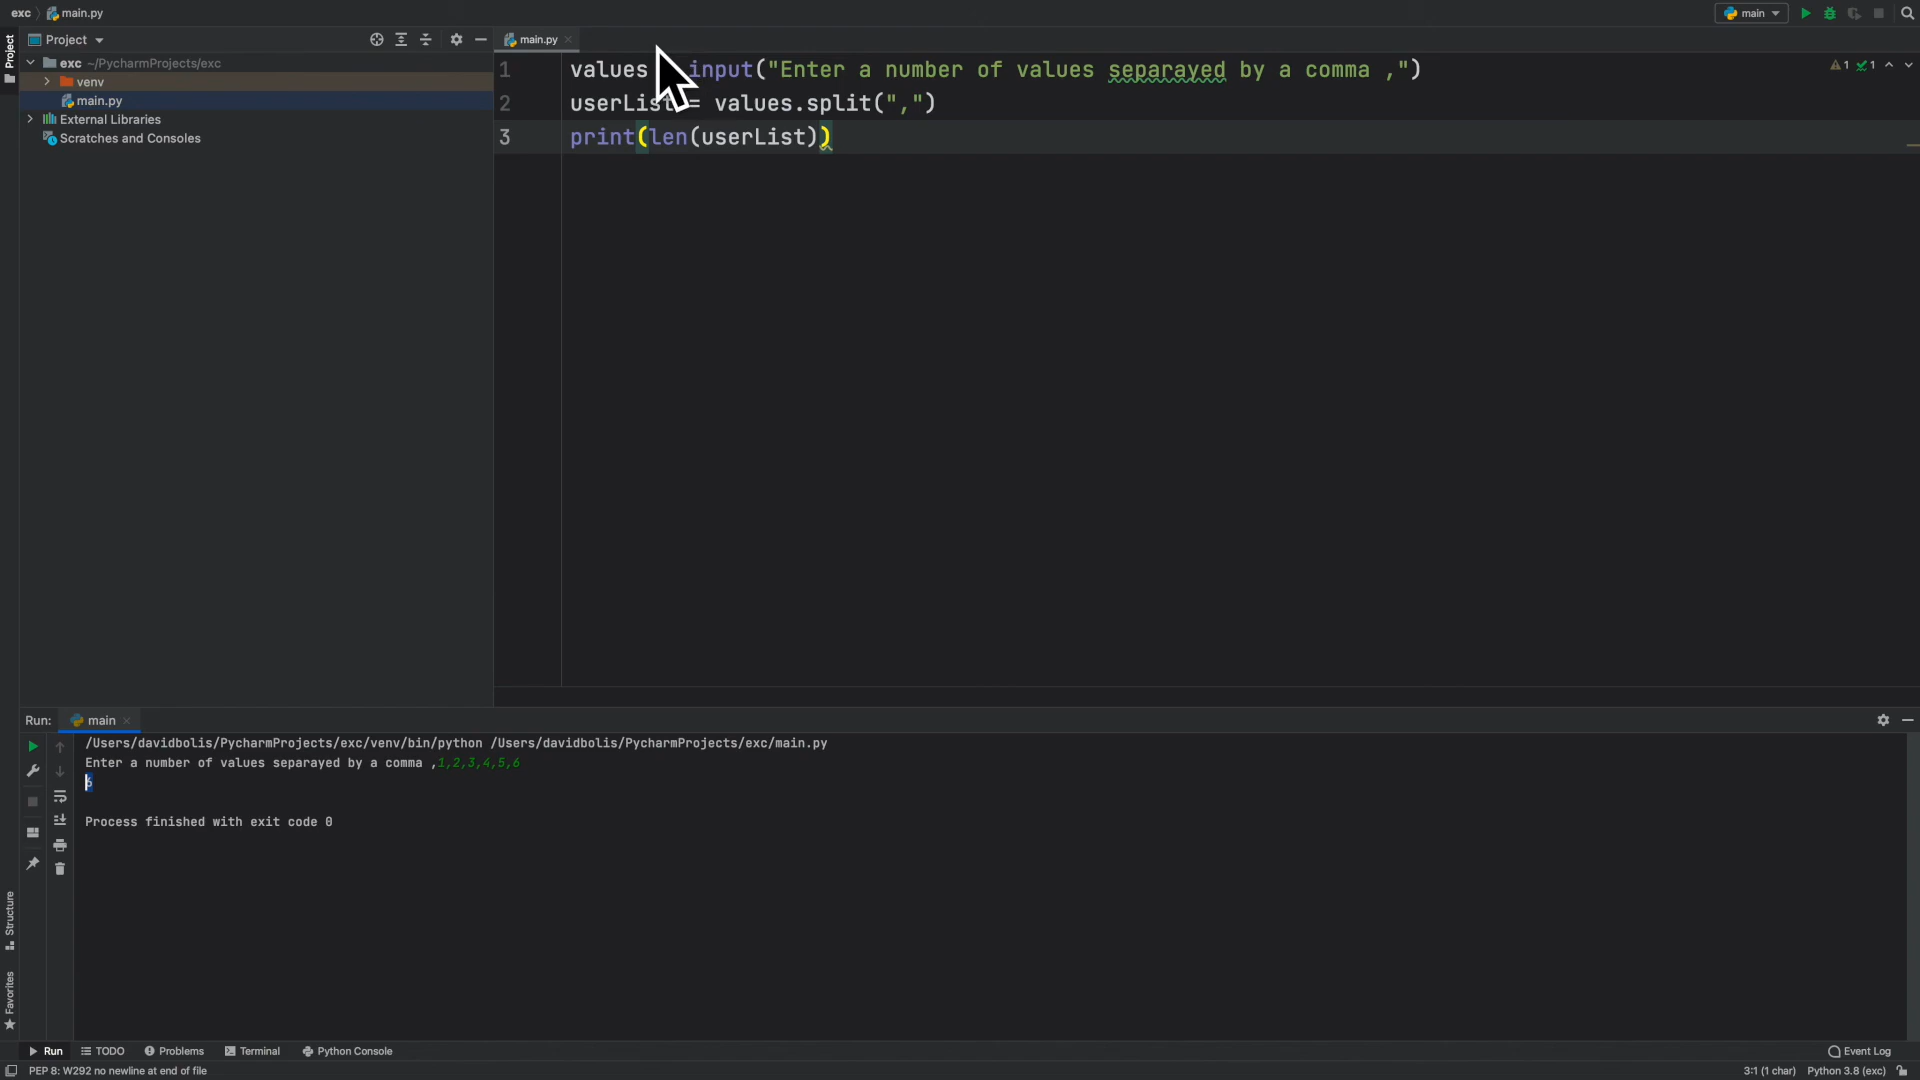 exc main.py
main
Project
Project
main.py
exc ~/PycharmProjects/exc
venv
main.py
External Libraries
Scratches and Consoles
1 values input("Enter a number of values separayed by a comma ,")
2 userList = values.split(",")
3 print(len(userList))
1 1
Run: main
/Users/davidbolis/PycharmProjects/exc/venv/bin/python /Users/davidbolis/PycharmProjects/exc/main.py
Enter a number of values separayed by a comma ,1,2,3,4,5,6
6
Process finished with exit code 0
Structure
Favorites
Run TODO Problems Terminal Python Console Event Log
PEP 8: W292 no newline at end of file 3:1 (1 char) Python 3.8 (exc)